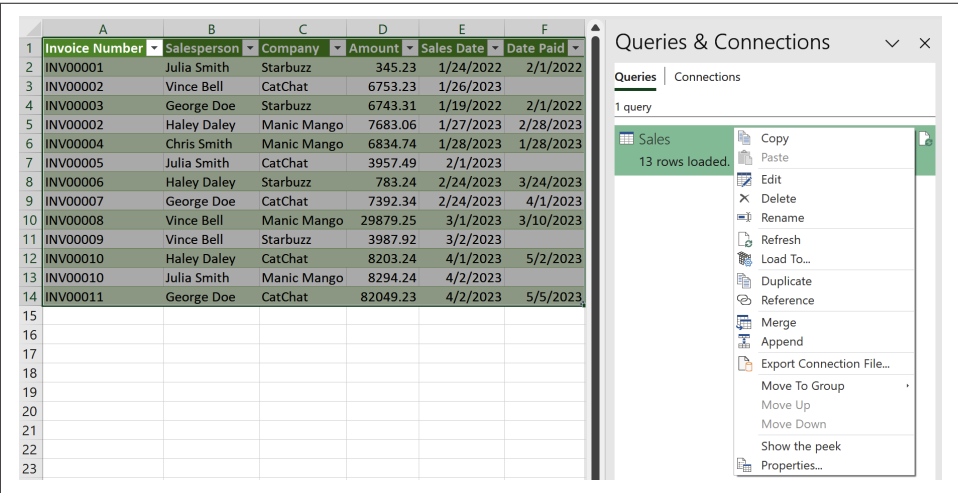 A B C D E F
1 Invoice Number Salesperson Company Amount Sales Date Date Paid
2 INV00001 Julia Smith Starbuzz 345.23 1/24/2022 2/1/2022
3 INV00002 Vince Bell CatChat 6753.23 1/26/2023
4 INV00003 George Doe Starbuzz 6743.31 1/19/2022 2/1/2022
5 INV00002 Haley Daley Manic Mango 7683.06 1/27/2023 2/28/2023
6 INV00004 Chris Smith Manic Mango 6834.74 1/28/2023 1/28/2023
7 INV00005 Julia Smith CatChat 3957.49 2/1/2023
8 INV00006 Haley Daley Starbuzz 783.24 2/24/2023 3/24/2023
9 INV00007 George Doe CatChat 7392.34 2/24/2023 4/1/2023
10 INV00008 Vince Bell Manic Mango 29879.25 3/1/2023 3/10/2023
11 INV00009 Vince Bell Starbuzz 3987.92 3/2/2023
12 INV00010 Haley Daley CatChat 8203.24 4/1/2023 5/2/2023
13 INV00010 Julia Smith Manic Mango 8294.24 4/2/2023
14 INV00011 George Doe CatChat 82049.23 4/2/2023 5/5/2023
15
16
17
18
19
20
21
22
23
Queries & Connections
Queries Connections
1 query
Sales
13 rows loaded.
Copy
Paste
Edit
Delete
Rename
Refresh
Load To...
Duplicate
Reference
Merge
Append
Export Connection File...
Move To Group
Move Up
Move Down
Show the peek
Properties...